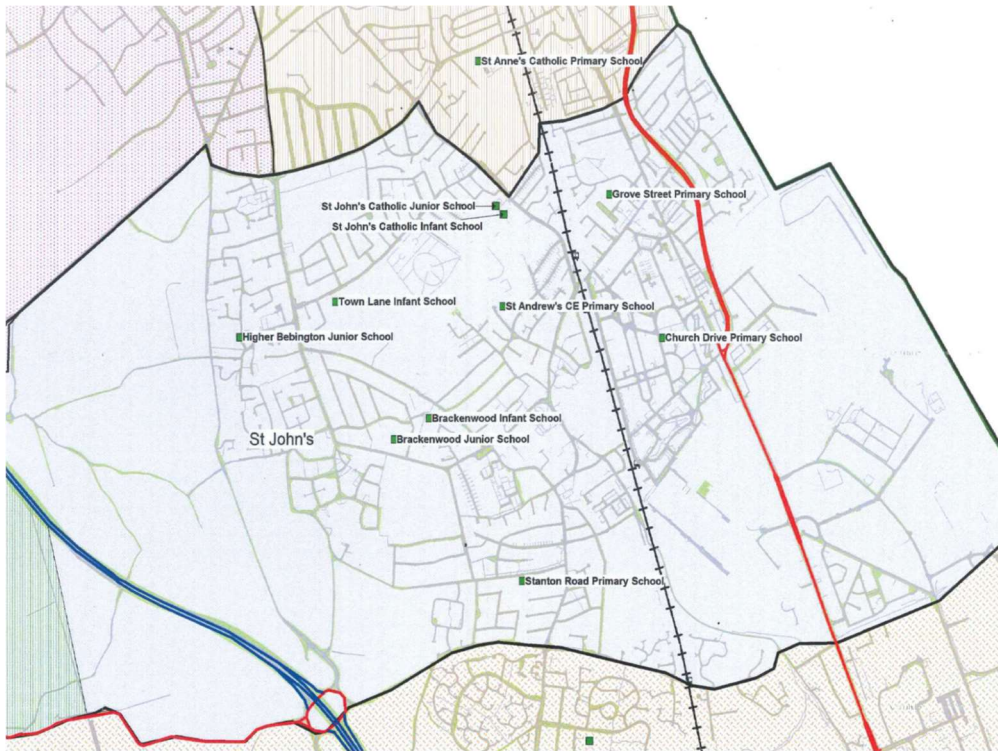 St Anne's Catholic Primary School
Grove Street Primary School
St John's Catholic Junior School
St John's Catholic Infant School
Town Lane Infant School
St Andrew's CE Primary School
Higher Bebington Junior School
Church Drive Primary School
Brackenwood Infant School
St John's
Brackenwood Junior School
Stanton Road Primary School